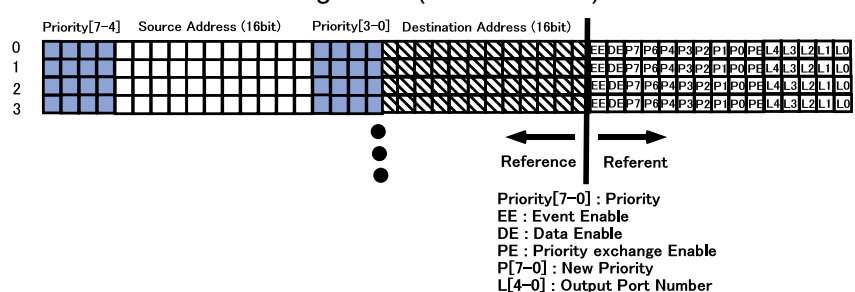 Priority[7-4] Source Address (16bit) Priority[3-0] Destination Address (16bit)
0 EE DE P7 P6 P4 P3 P2 P1 P0 PE L4 L3 L2 L1 L0
1 EE DE P7 P6 P4 P3 P2 P1 P0 PE L4 L3 L2 L1 L0
2 EE DE P7 P6 P4 P3 P2 P1 P0 PE L4 L3 L2 L1 L0
3 EE DE P7 P6 P4 P3 P2 P1 P0 PE L4 L3 L2 L1 L0
Reference Referent
Priority[7-0] : Priority
EE : Event Enable
DE : Data Enable
PE : Priority exchange Enable
P[7-0] : New Priority
L[4-0] : Output Port Number